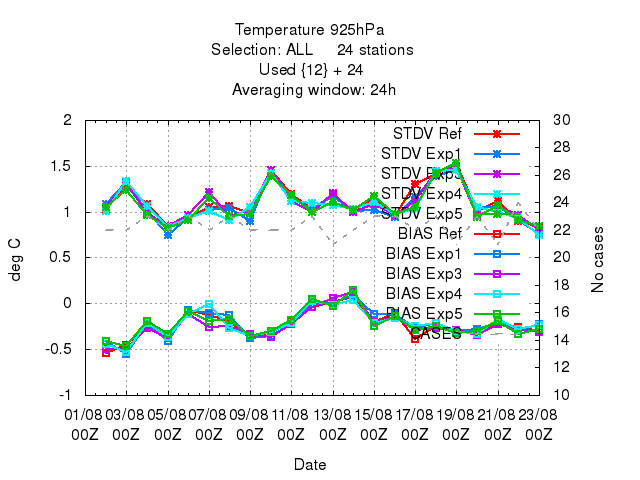 Temperature 925hPa
Selection: ALL 24 stations
Used {12} + 24
Averaging window: 24h
deg C
No cases
2
1.5
1
0.5
0
-0.5
-1
30
28
26
24
22
20
18
16
14
12
10
STDV Ref
STDV Exp1
STDV Exp3
STDV Exp4
STDV Exp5
BIAS Ref
BIAS Exp1
BIAS Exp3
BIAS Exp4
BIAS Exp5
CASES
01/08 03/08 05/08 07/08 09/08 11/08 13/08 15/08 17/08 19/08 21/08 23/08
00Z 00Z 00Z 00Z 00Z 00Z 00Z 00Z 00Z 00Z 00Z 00Z
Date